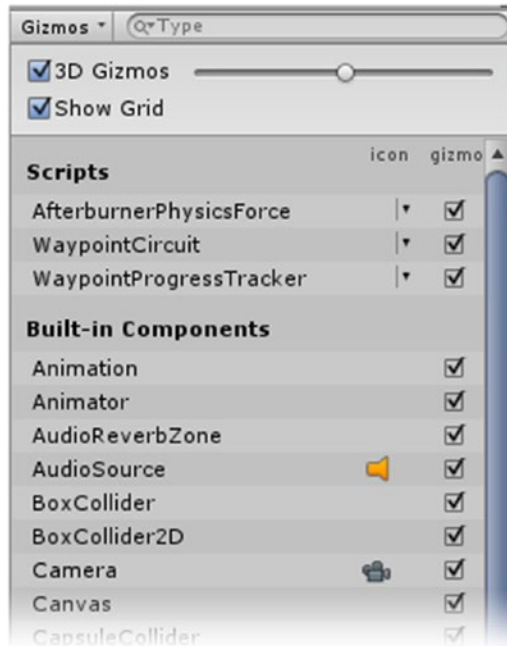 Gizmos Type
3D Gizmos
Show Grid
icon gizmo
Scripts
AfterburnerPhysicsForce
WaypointCircuit
WaypointProgressTracker
Built-in Components
Animation
Animator
AudioReverbZone
AudioSource
BoxCollider
BoxCollider2D
Camera
Canvas
CapsuleCollider